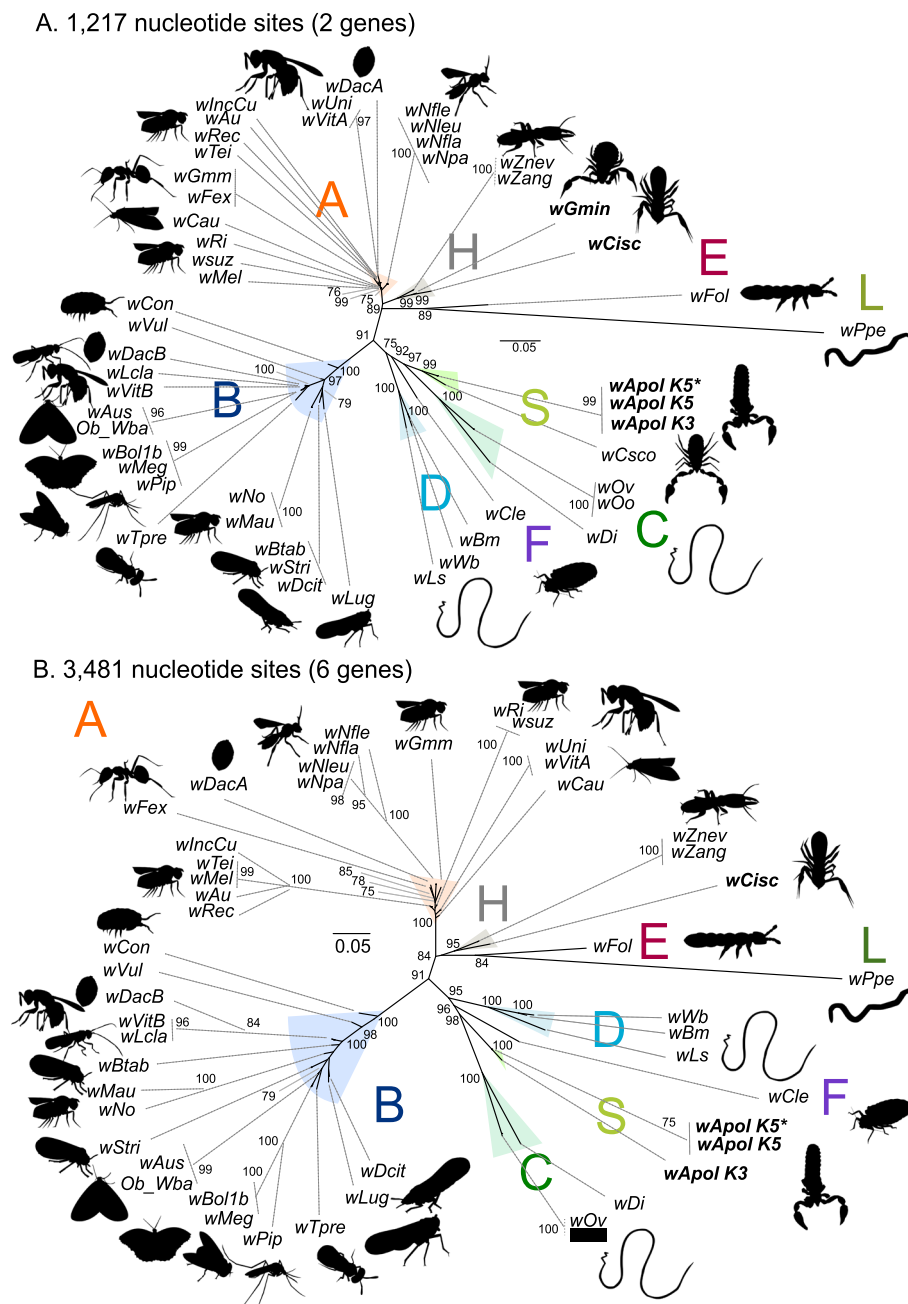 A. 1,217 nucleotide sites (2 genes)
wDacA
wUni
wVitA
97
wIncCu
wAu
wRec
wTei
wNfle
wNleu
wNfla
wNpa
100
wZnev
wZang
100
wGmm
wFex
A
wGmin
wCau
wCisc
H
E
wRi
wsuz
wMel
L
wFol
76
99
75
99
99
89
89
wCon
wVul
wPpe
91
0.05
75
92
97
99
wDacB
wLcla
wVitB
100
100
97
79
B
100
100
100
S
99
wApol K5*
wApol K5
wApol K3
wAus
Ob_Wba
96
wCsco
wBol1b
wMeg
wPip
99
D
wOv
wOo
100
wNo
wMau
100
wCle
C
wTpre
F
wDi
wBm
wBtab
wStri
wDcit
wWb
wLs
wLug
B. 3,481 nucleotide sites (6 genes)
A
wRi
wsuz
100
wNfle
wNfla
wNleu
wNpa
98
95
100
wGmm
wUni
wVitA
100
wDacA
wCau
wFex
wZnev
wZang
100
wIncCu
wTei
wMel
99
wAu
wRec
100
85
78
75
wCisc
H
100
0.05
95
wFol
E
L
84
84
wCon
wVul
wPpe
91
wDacB
95
96
98
100
100
wWb
wBm
wLs
D
wVitB
wLcla
96
84
100
98
100
wBtab
wMau
wNo
100
79
B
100
wCle
F
S
75
wApol K5*
wApol K5
wStri
wAus
Ob_Wba
99
100
100
wApol K3
wDcit
C
wBol1b
wMeg
wLug
wDi
wPip
wTpre
100
wOv